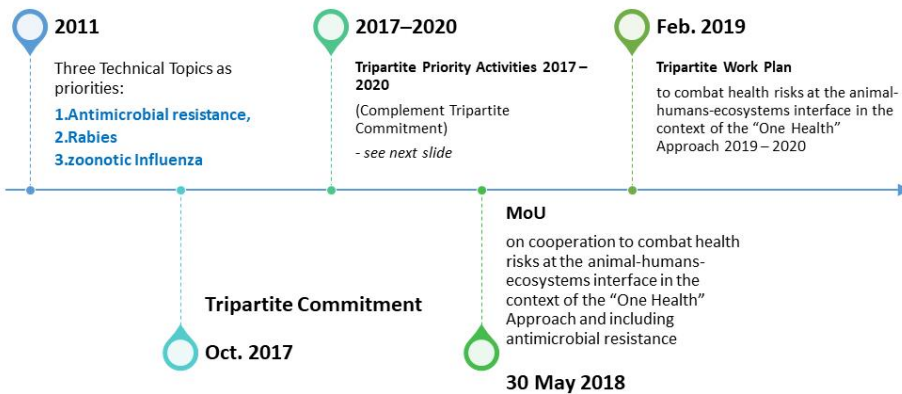 2011
Three Technical Topics as
priorities:
1.Antimicrobial resistance,
2.Rabies
3.zoonotic Influenza
Tripartite Commitment
Oct. 2017
2017–2020
Tripartite Priority Activities 2017 –
2020
(Complement Tripartite
Commitment)
- see next slide
MoU
on cooperation to combat health
risks at the animal-humans-
ecosystems interface in the
context of the “One Health”
Approach and including
antimicrobial resistance
30 May 2018
Feb. 2019
Tripartite Work Plan
to combat health risks at the animal-
humans-ecosystems interface in the
context of the “One Health”
Approach 2019 – 2020